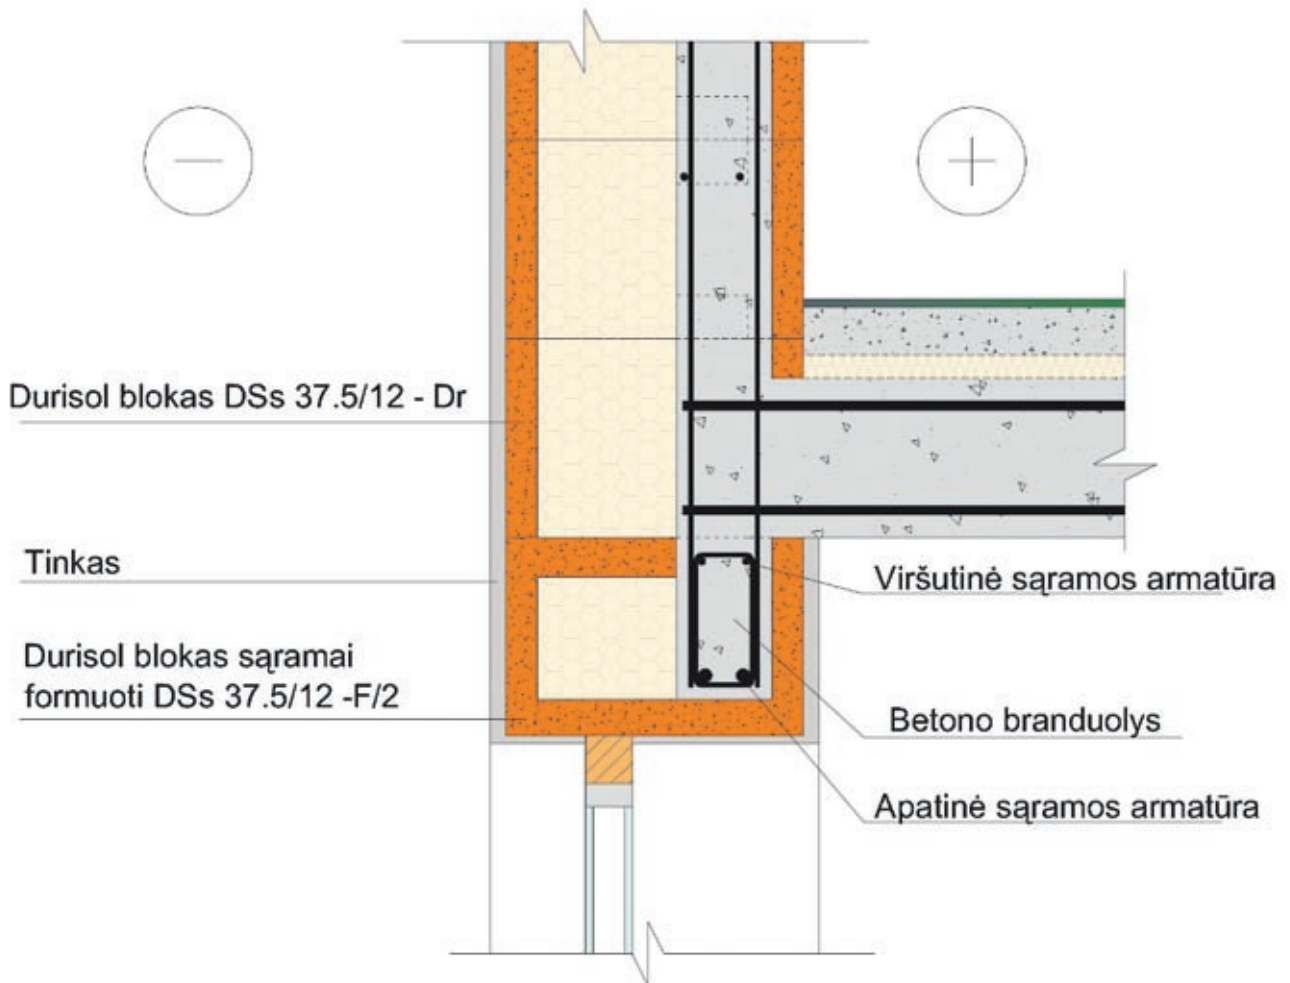 Durisol blokas DSs 37.5/12 - Dr
Tinkas
Durisol blokas sąramai
formuoti DSs 37.5/12 -F/2
Viršutinė sąramos armatūra
Betono branduolys
Apatinė sąramos armatūra